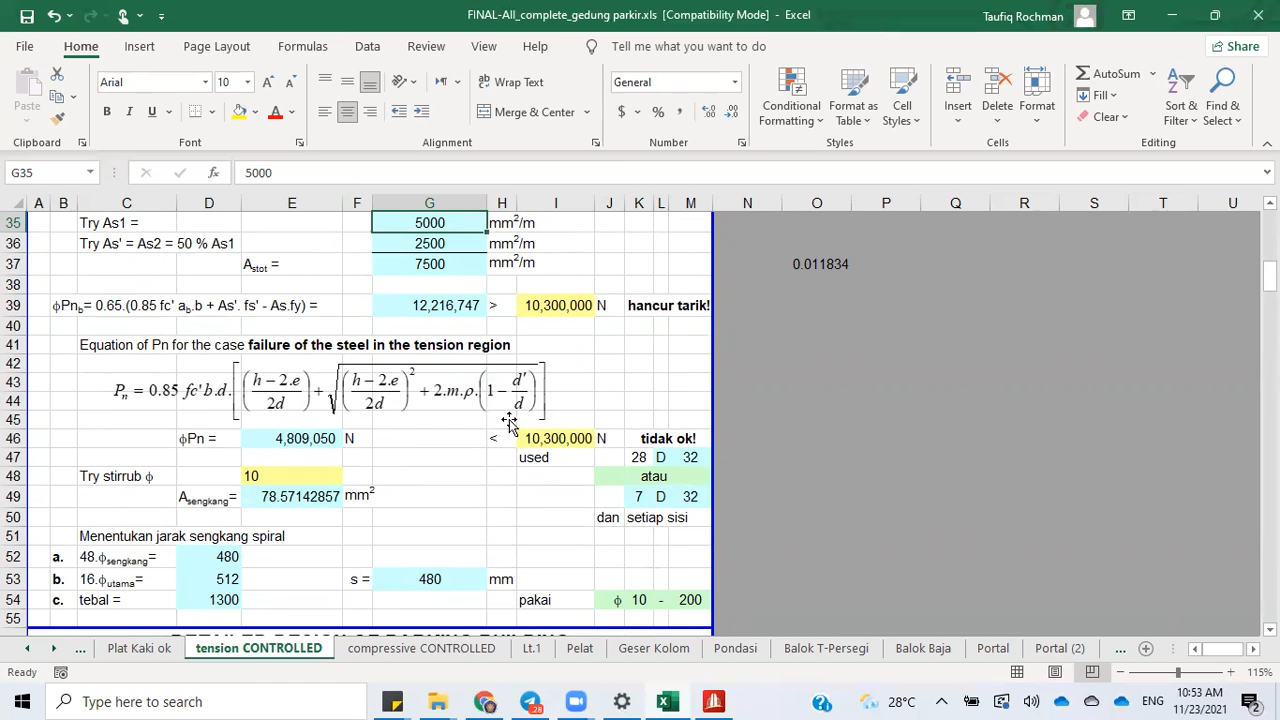 FINAL-All_complete_gedung parkir.xls [Compatibility Mode] - Excel
Taufiq Rochman
File Home Insert Page Layout Formulas Data Review View Help Tell me what you want to do Share
Paste
Arial 10
Wrap Text
Merge & Center
General
Conditional Formatting
Format as Table
Cell Styles
Insert Delete Format
AutoSum
Fill
Clear
Sort & Filter
Find & Select
Clipboard Font Alignment Number Styles Cells Editing
G35 fx 5000
A B C D E F G H I J K L M N O P Q R S T U
35 Try As1 = 5000 mm²/m
36 Try As' = As2 = 50 % As1 2500 mm²/m
37 Astot = 7500 mm²/m 0.011834
38
39 ϕPnb= 0.65.(0.85 fc' ab.b + As'. fs' - As.fy) = 12,216,747 > 10,300,000 N hancur tarik!
40
41 Equation of Pn for the case failure of the steel in the tension region
42
43 Pn = 0.85 fc'b.d.[((h − 2.e)/2d) + √(((h − 2.e)/2d)² + 2.m.ρ.(1 − d'/d))]
44
45
46 ϕPn = 4,809,050 N < 10,300,000 N tidak ok!
47 used 28 D 32
48 Try stirrub ϕ 10 atau
49 Asengkang= 78.57142857 mm² 7 D 32
50 dan setiap sisi
51 Menentukan jarak sengkang spiral
52 a. 48.ϕsengkang= 480
53 b. 16.ϕutama= 512 s = 480 mm
54 c. tebal = 1300 pakai ϕ 10 - 200
55
... Plat Kaki ok tension CONTROLLED compressive CONTROLLED Lt.1 Pelat Geser Kolom Pondasi Balok T-Persegi Balok Baja Portal Portal (2) ...
Ready 115%
Type here to search
28
28°C
ENG
10:53 AM
11/23/2021
2